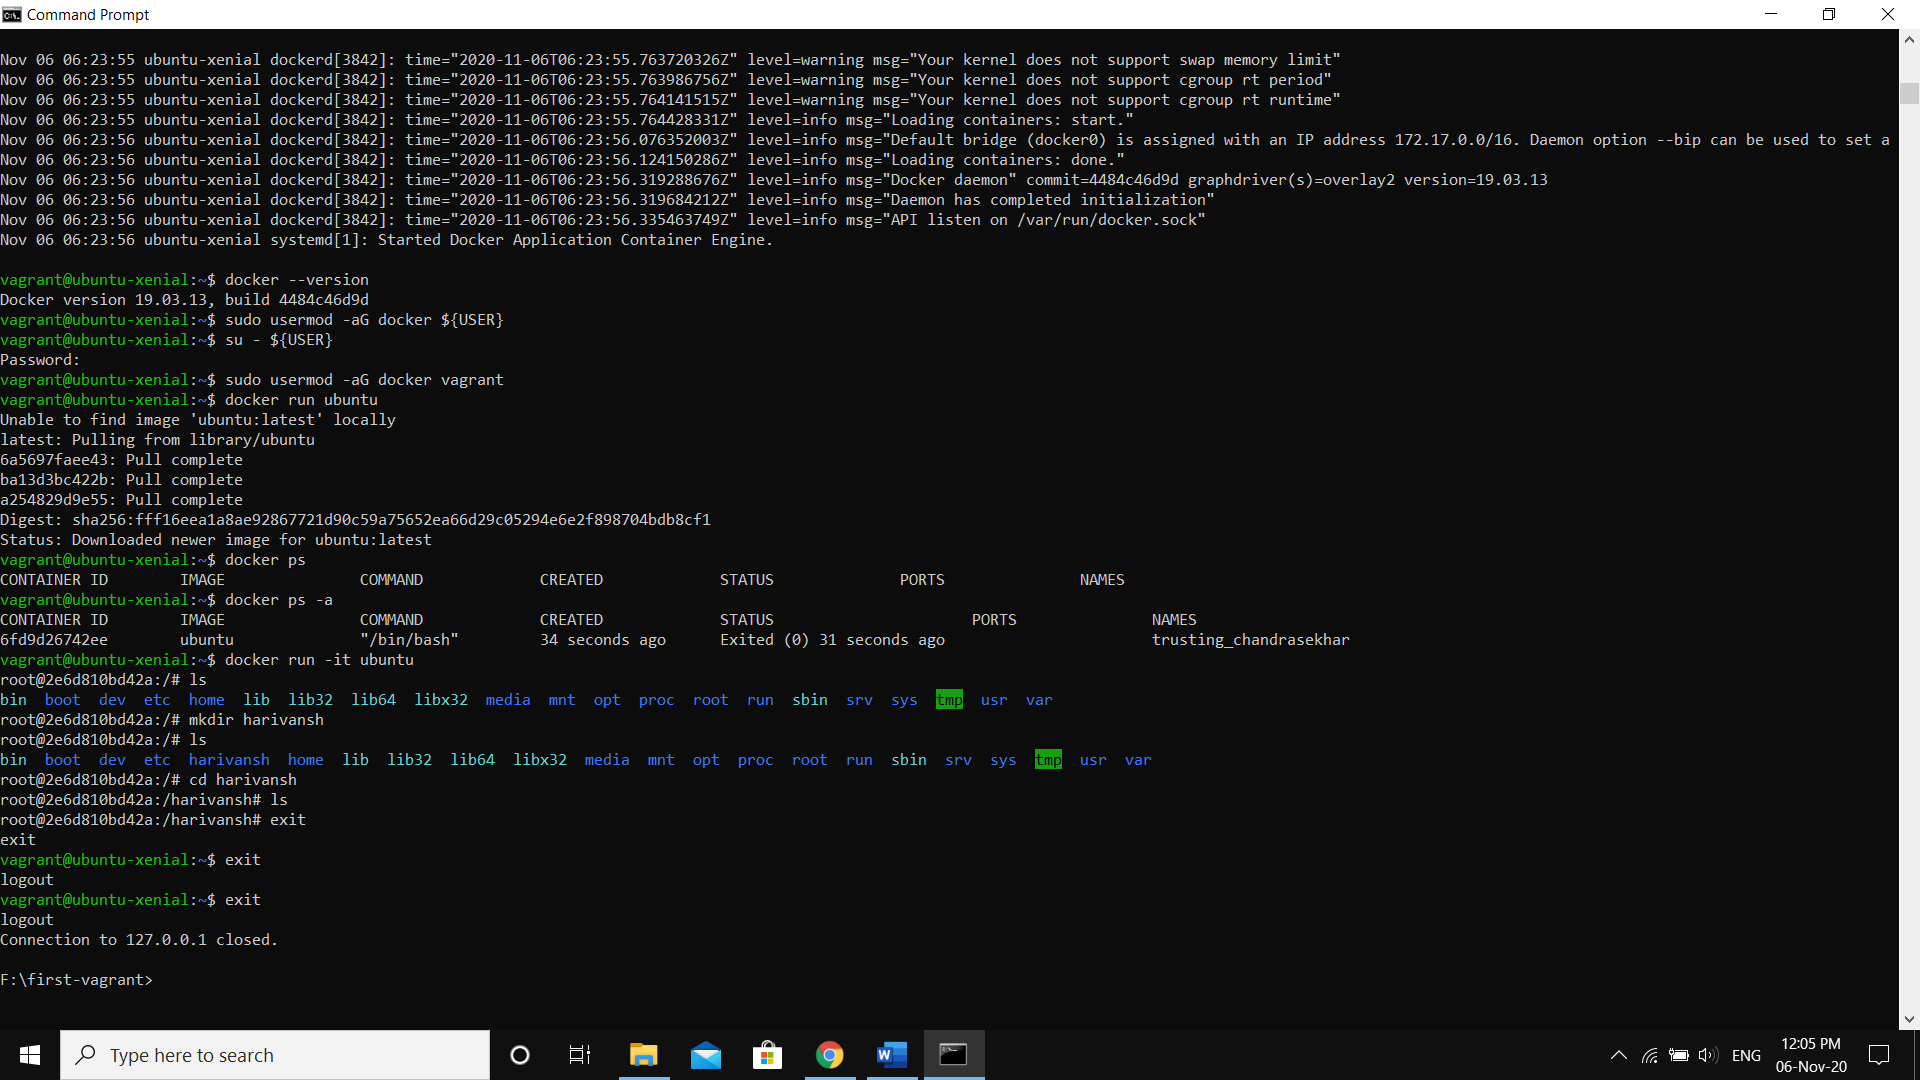 Command Prompt
Nov 06 06:23:55 ubuntu-xenial dockerd[3842]: time="2020-11-06T06:23:55.763720326Z" level=warning msg="Your kernel does not support swap memory limit"
Nov 06 06:23:55 ubuntu-xenial dockerd[3842]: time="2020-11-06T06:23:55.763986756Z" level=warning msg="Your kernel does not support cgroup rt period"
Nov 06 06:23:55 ubuntu-xenial dockerd[3842]: time="2020-11-06T06:23:55.764141515Z" level=warning msg="Your kernel does not support cgroup rt runtime"
Nov 06 06:23:55 ubuntu-xenial dockerd[3842]: time="2020-11-06T06:23:55.764428331Z" level=info msg="Loading containers: start."
Nov 06 06:23:56 ubuntu-xenial dockerd[3842]: time="2020-11-06T06:23:56.076352003Z" level=info msg="Default bridge (docker0) is assigned with an IP address 172.17.0.0/16. Daemon option --bip can be used to set a
Nov 06 06:23:56 ubuntu-xenial dockerd[3842]: time="2020-11-06T06:23:56.124150286Z" level=info msg="Loading containers: done."
Nov 06 06:23:56 ubuntu-xenial dockerd[3842]: time="2020-11-06T06:23:56.319288676Z" level=info msg="Docker daemon" commit=4484c46d9d graphdriver(s)=overlay2 version=19.03.13
Nov 06 06:23:56 ubuntu-xenial dockerd[3842]: time="2020-11-06T06:23:56.319684212Z" level=info msg="Daemon has completed initialization"
Nov 06 06:23:56 ubuntu-xenial dockerd[3842]: time="2020-11-06T06:23:56.335463749Z" level=info msg="API listen on /var/run/docker.sock"
Nov 06 06:23:56 ubuntu-xenial systemd[1]: Started Docker Application Container Engine.
vagrant@ubuntu-xenial:~$ docker --version
Docker version 19.03.13, build 4484c46d9d
vagrant@ubuntu-xenial:~$ sudo usermod -aG docker ${USER}
vagrant@ubuntu-xenial:~$ su - ${USER}
Password:
vagrant@ubuntu-xenial:~$ sudo usermod -aG docker vagrant
vagrant@ubuntu-xenial:~$ docker run ubuntu
Unable to find image 'ubuntu:latest' locally
latest: Pulling from library/ubuntu
6a5697faee43: Pull complete
ba13d3bc422b: Pull complete
a254829d9e55: Pull complete
Digest: sha256:fff16eea1a8ae92867721d90c59a75652ea66d29c05294e6e2f898704bdb8cf1
Status: Downloaded newer image for ubuntu:latest
vagrant@ubuntu-xenial:~$ docker ps
CONTAINER ID IMAGE COMMAND CREATED STATUS PORTS NAMES
vagrant@ubuntu-xenial:~$ docker ps -a
CONTAINER ID IMAGE COMMAND CREATED STATUS PORTS NAMES
6fd9d26742ee ubuntu "/bin/bash" 34 seconds ago Exited (0) 31 seconds ago trusting_chandrasekhar
vagrant@ubuntu-xenial:~$ docker run -it ubuntu
root@2e6d810bd42a:/# ls
bin boot dev etc home lib lib32 lib64 libx32 media mnt opt proc root run sbin srv sys tmp usr var
root@2e6d810bd42a:/# mkdir harivansh
root@2e6d810bd42a:/# ls
bin boot dev etc harivansh home lib lib32 lib64 libx32 media mnt opt proc root run sbin srv sys tmp usr var
root@2e6d810bd42a:/# cd harivansh
root@2e6d810bd42a:/harivansh# ls
root@2e6d810bd42a:/harivansh# exit
exit
vagrant@ubuntu-xenial:~$ exit
logout
vagrant@ubuntu-xenial:~$ exit
logout
Connection to 127.0.0.1 closed.
F:\first-vagrant>
Type here to search
ENG
12:05 PM
06-Nov-20